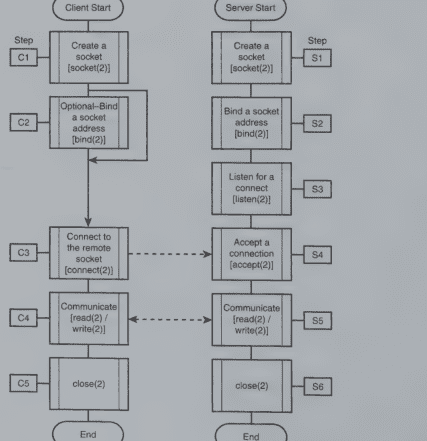 Client Start
Server Start
Step
Step
C1
Create a
socket
[socket(2)]
Create a
socket
[socket(2)]
S1
C2
Optional–Bind
a socket
address
[bind(2)]
Bind a socket
address
[bind(2)]
S2
Listen for a
connect
[listen(2)]
S3
C3
Connect to
the remote
socket
[connect(2)]
Accept a
connection
[accept(2)]
S4
C4
Communicate
[read(2) /
write(2)]
Communicate
[read(2) /
write(2)]
S5
C5
close(2)
close(2)
S6
End
End